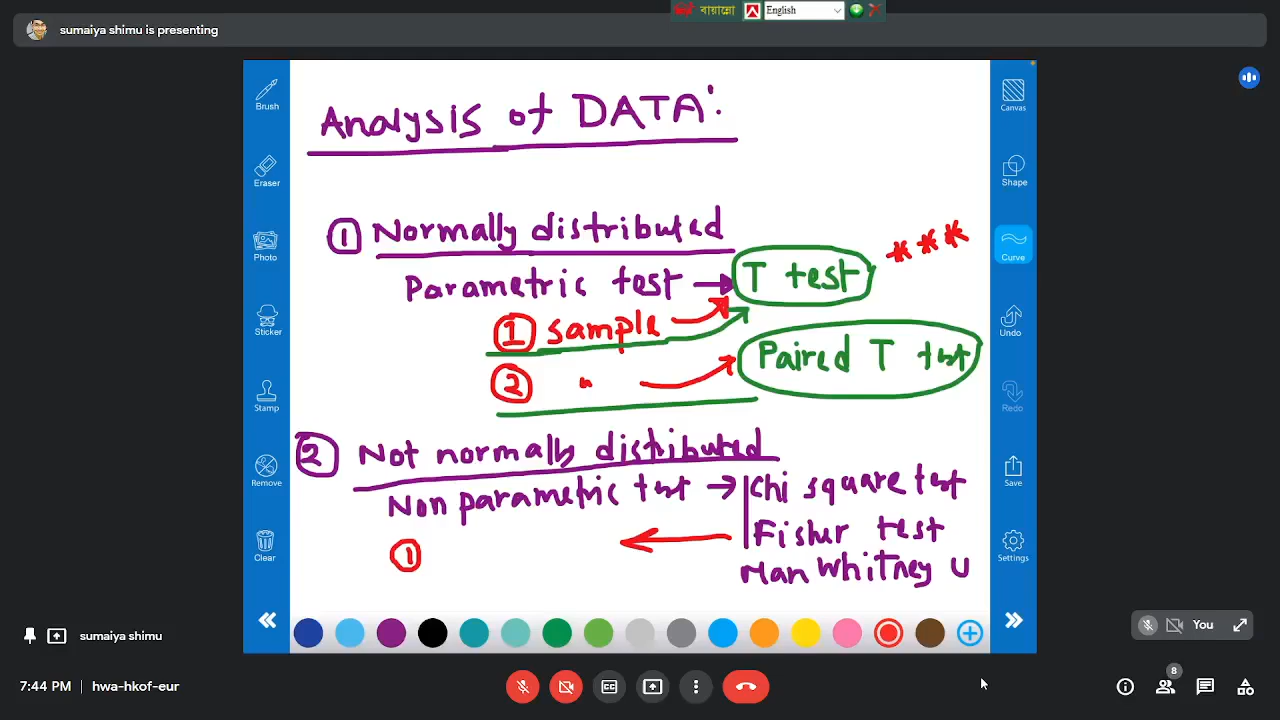 বায়ান্নো English
sumaiya shimu is presenting
Brush
Eraser
Photo
Sticker
Stamp
Remove
Clear
Analysis of DATA:
① Normally distributed
Parametric test → T test ***
① sample
② " Paired T test
② Not normally distributed
Non parametric test → Chi square test
Fisher test
Man Whitney U
①
Canvas
Shape
Curve
Undo
Redo
Save
Settings
sumaiya shimu
You
7:44 PM | hwa-hkof-eur
8